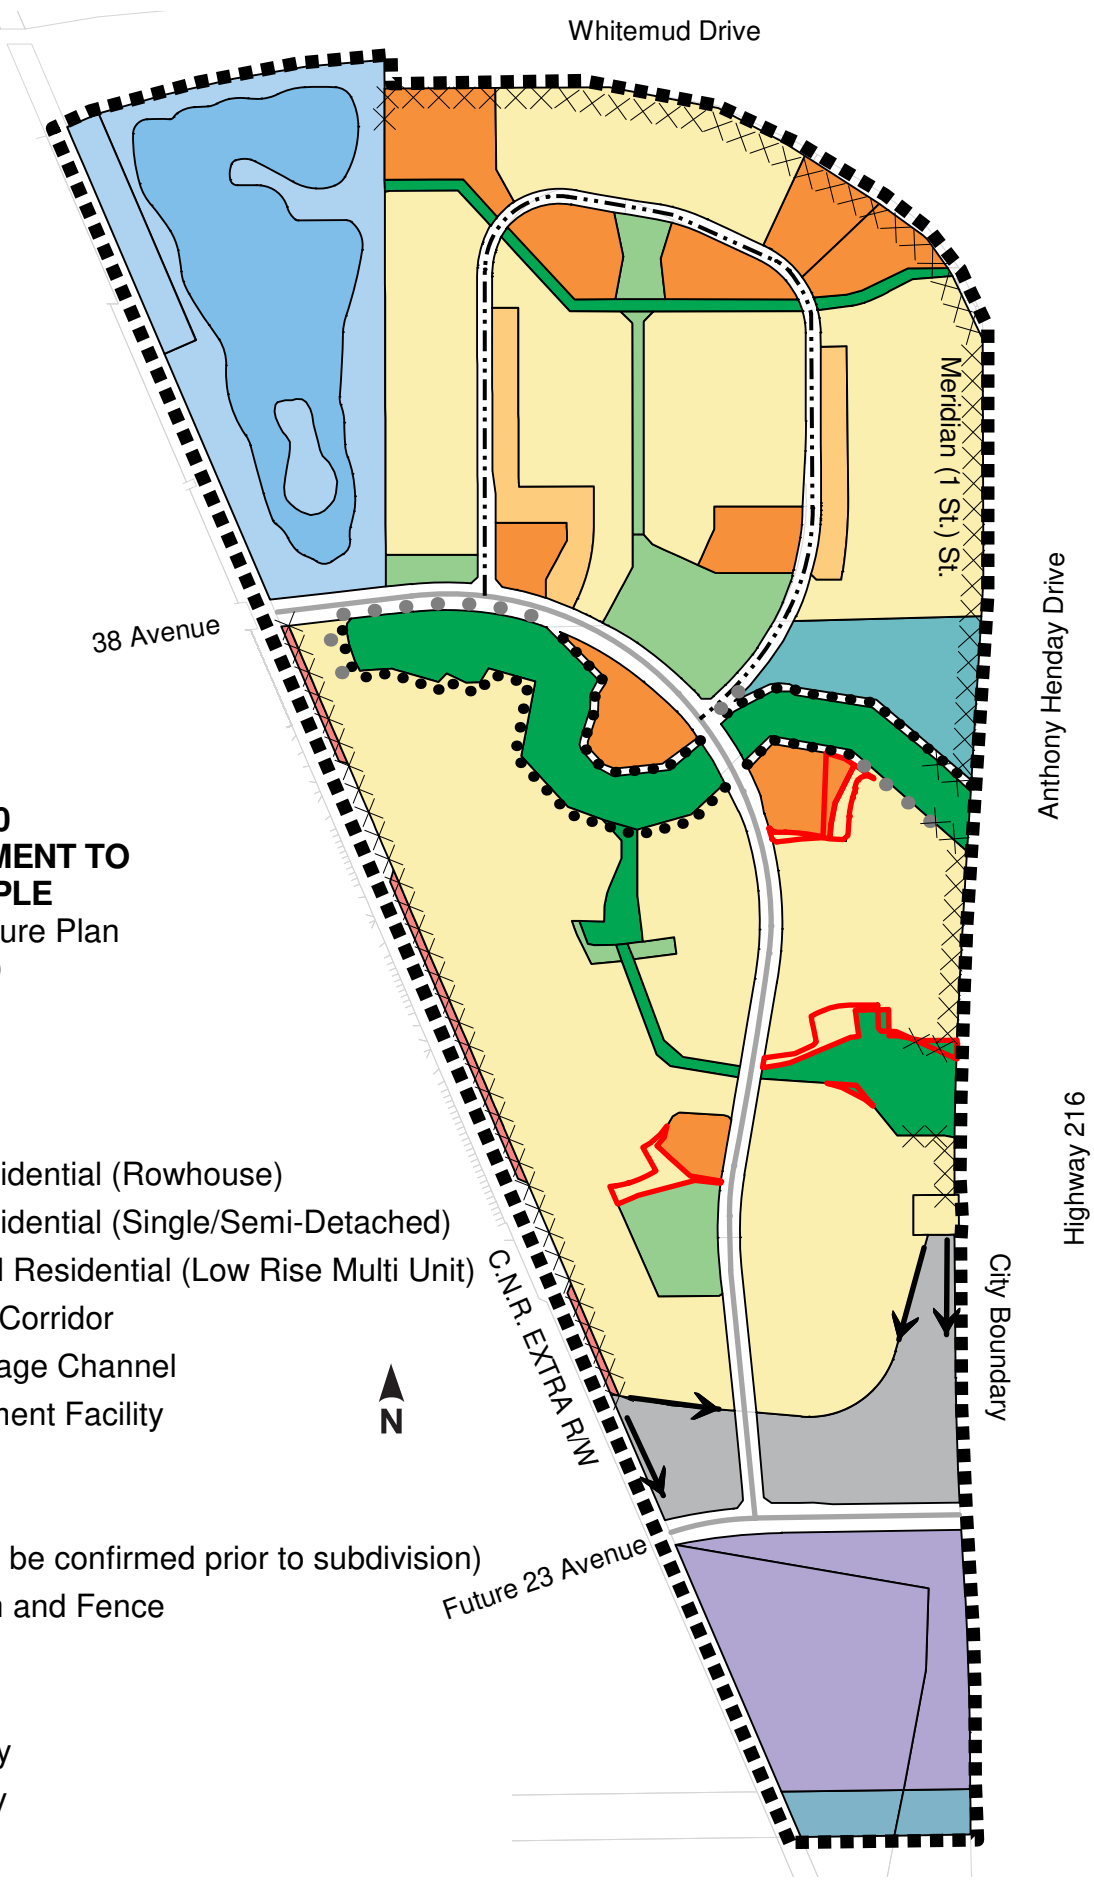 Whitemud Drive
Meridian (1 St.) St.
Anthony Henday Drive
38 Avenue
0
MENT TO
PLE
ure Plan
)
Highway 216
idential (Rowhouse)
idential (Single/Semi-Detached)
l Residential (Low Rise Multi Unit)
Corridor
age Channel
ment Facility
N
C.N.R. EXTRA R/W
City Boundary
be confirmed prior to subdivision)
n and Fence
Future 23 Avenue
y
y